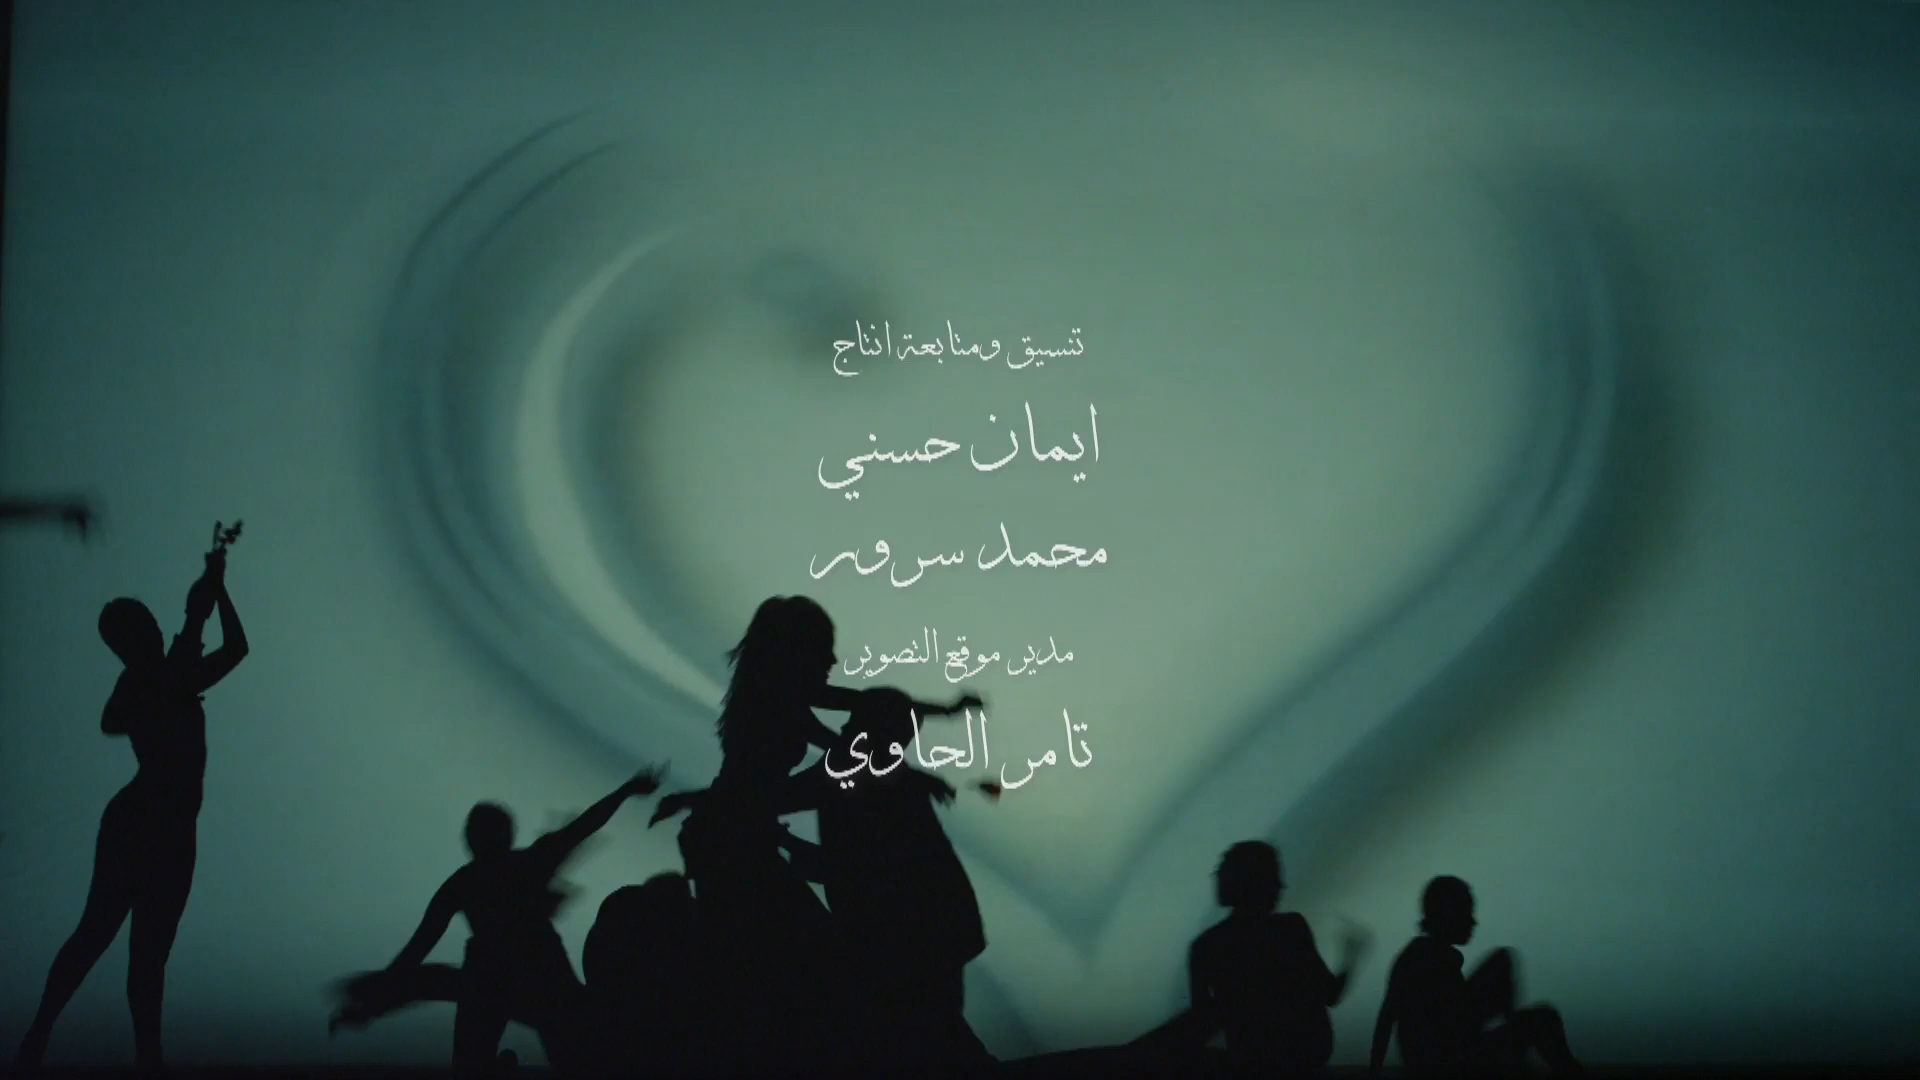 تنسيق ومتابعة انتاج
ايمان حسني
محمد سرور
مدير موقع التصوير
تامر الحاوي